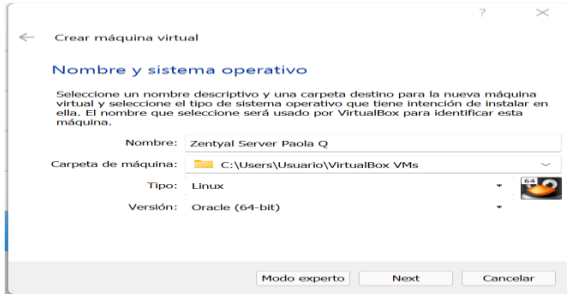 ?
Crear máquina virtual
Nombre y sistema operativo
Seleccione un nombre descriptivo y una carpeta destino para la nueva máquina
virtual y seleccione el tipo de sistema operativo que tiene intención de instalar en
ella. El nombre que seleccione será usado por VirtualBox para identificar esta
máquina.
Nombre: Zentyal Server Paola Q
Carpeta de máquina: C:\Users\Usuario\VirtualBox VMs
Tipo: Linux
64
Versión: Oracle (64-bit)
Modo experto Next Cancelar